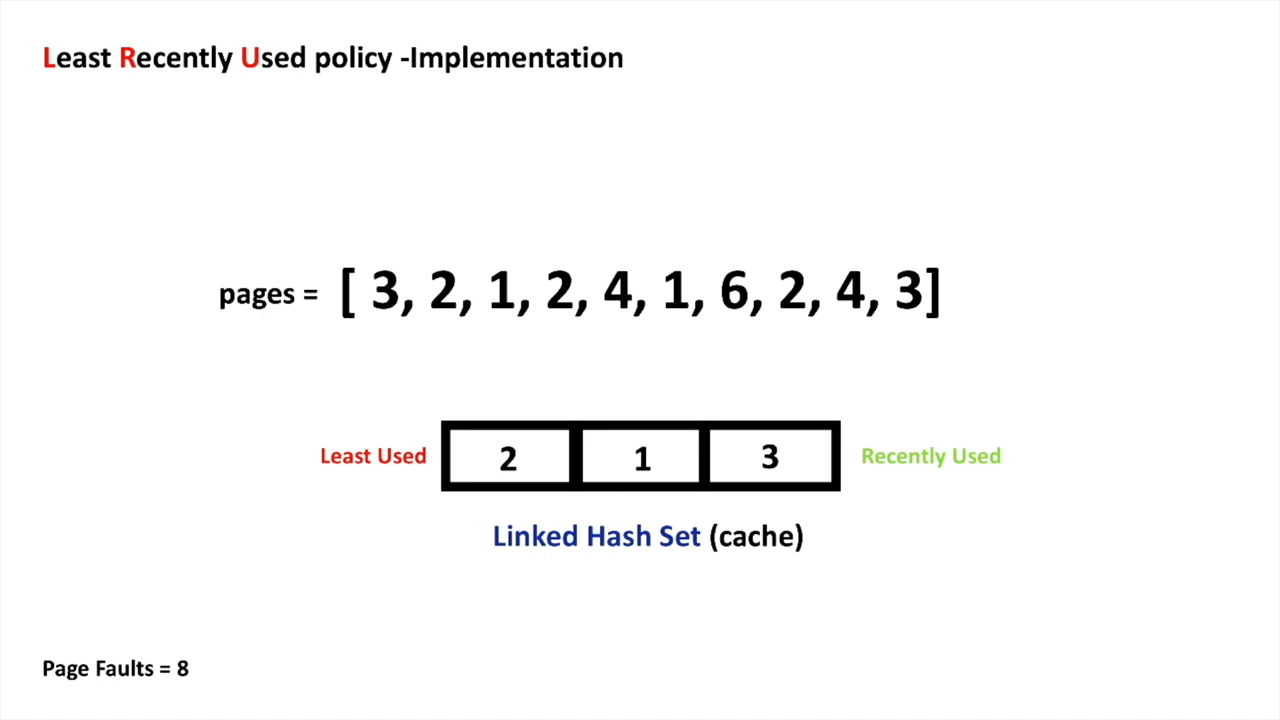 Least Recently Used policy -Implementation
pages = [ 3, 2, 1, 2, 4, 1, 6, 2, 4, 3]
Least Used 2 1 3 Recently Used
Linked Hash Set (cache)
Page Faults = 8